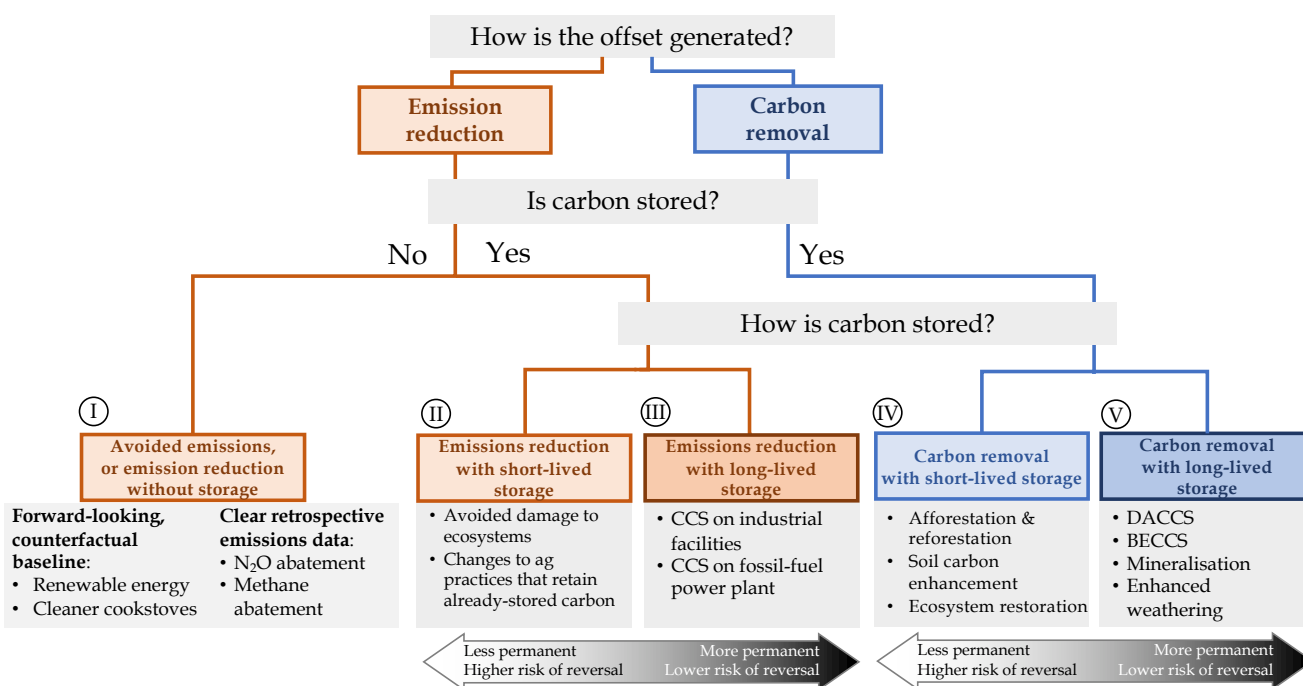 How is the offset generated?
Emission
reduction
Carbon
removal
Is carbon stored?
No
Yes
Yes
How is carbon stored?
I
Avoided emissions,
or emission reduction
without storage
Forward-looking,
counterfactual
baseline:
• Renewable energy
• Cleaner cookstoves
Clear retrospective
emissions data:
• N₂O abatement
• Methane
abatement
II
Emissions reduction
with short-lived
storage
• Avoided damage to
ecosystems
• Changes to ag
practices that retain
already-stored carbon
III
Emissions reduction
with long-lived
storage
• CCS on industrial
facilities
• CCS on fossil-fuel
power plant
IV
Carbon removal
with short-lived storage
• Afforestation &
reforestation
• Soil carbon
enhancement
• Ecosystem restoration
V
Carbon removal
with long-lived
storage
• DACCS
• BECCS
• Mineralisation
• Enhanced
weathering
Less permanent
Higher risk of reversal
More permanent
Lower risk of reversal
Less permanent
Higher risk of reversal
More permanent
Lower risk of reversal